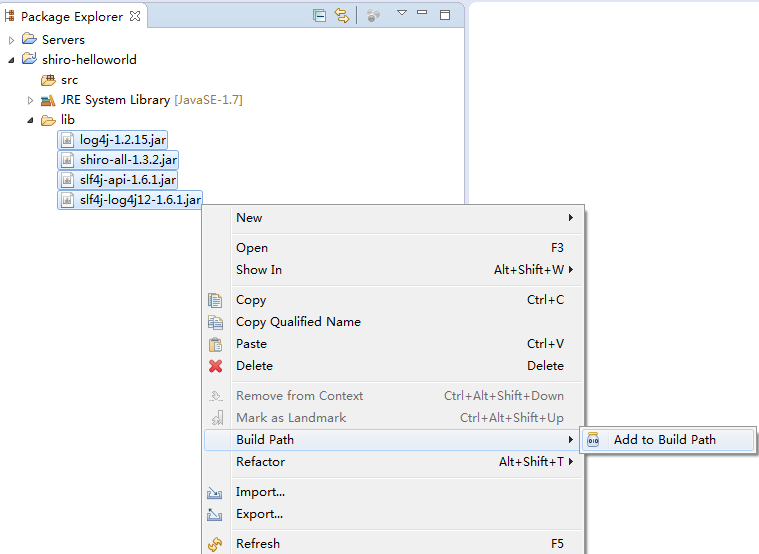 Package Explorer
Servers
shiro-helloworld
src
JRE System Library [JavaSE-1.7]
lib
log4j-1.2.15.jar
shiro-all-1.3.2.jar
slf4j-api-1.6.1.jar
slf4j-log4j12-1.6.1.jar
New
Open F3
Show In Alt+Shift+W
Copy Ctrl+C
Copy Qualified Name
Paste Ctrl+V
Delete Delete
Remove from Context Ctrl+Alt+Shift+Down
Mark as Landmark Ctrl+Alt+Shift+Up
Build Path Add to Build Path
Refactor Alt+Shift+T
Import...
Export...
Refresh F5